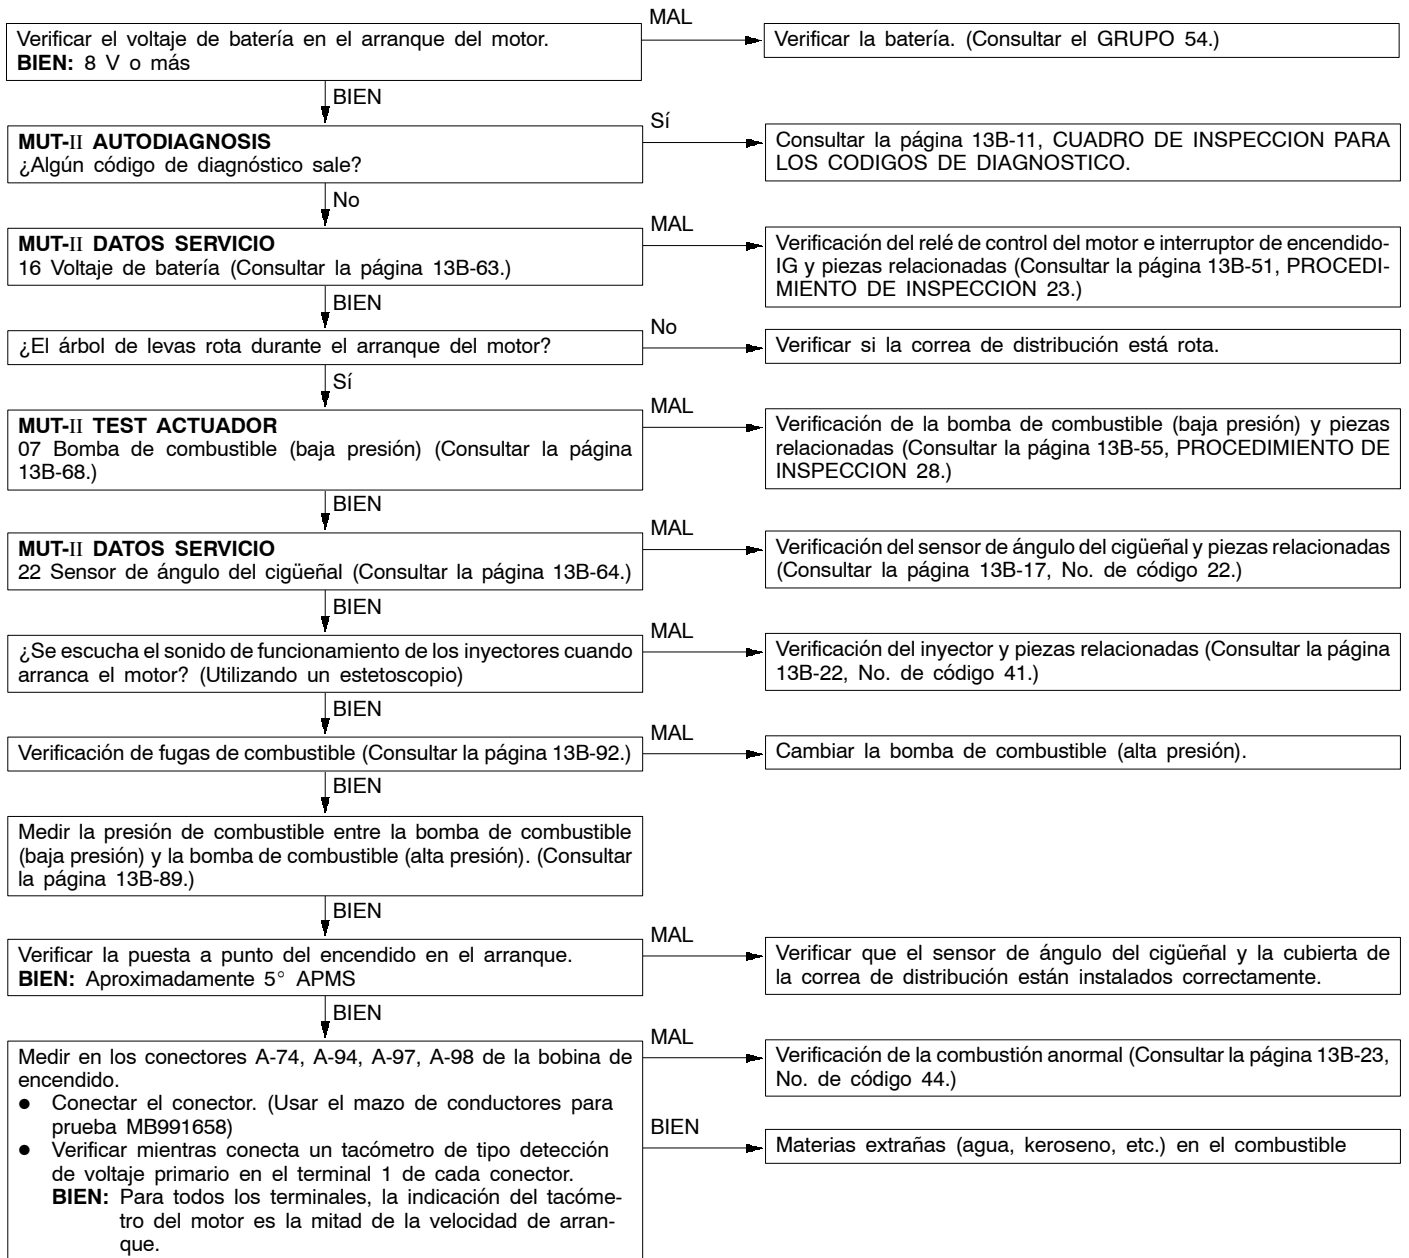 MAL
Verificar el voltaje de batería en el arranque del motor.
BIEN: 8 V o más
Verificar la batería. (Consultar el GRUPO 54.)
BIEN
Sí
MUT-II AUTODIAGNOSIS
¿Algún código de diagnóstico sale?
Consultar la página 13B-11, CUADRO DE INSPECCION PARA
LOS CODIGOS DE DIAGNOSTICO.
No
MAL
MUT-II DATOS SERVICIO
16 Voltaje de batería (Consultar la página 13B-63.)
Verificación del relé de control del motor e interruptor de encendido-
IG y piezas relacionadas (Consultar la página 13B-51, PROCEDI-
MIENTO DE INSPECCION 23.)
BIEN
No
¿El árbol de levas rota durante el arranque del motor?
Verificar si la correa de distribución está rota.
Sí
MAL
MUT-II TEST ACTUADOR
07 Bomba de combustible (baja presión) (Consultar la página
13B-68.)
Verificación de la bomba de combustible (baja presión) y piezas
relacionadas (Consultar la página 13B-55, PROCEDIMIENTO DE
INSPECCION 28.)
BIEN
MAL
MUT-II DATOS SERVICIO
22 Sensor de ángulo del cigüeñal (Consultar la página 13B-64.)
Verificación del sensor de ángulo del cigüeñal y piezas relacionadas
(Consultar la página 13B-17, No. de código 22.)
BIEN
MAL
¿Se escucha el sonido de funcionamiento de los inyectores cuando
arranca el motor? (Utilizando un estetoscopio)
Verificación del inyector y piezas relacionadas (Consultar la página
13B-22, No. de código 41.)
BIEN
MAL
Verificación de fugas de combustible (Consultar la página 13B-92.)
Cambiar la bomba de combustible (alta presión).
BIEN
Medir la presión de combustible entre la bomba de combustible
(baja presión) y la bomba de combustible (alta presión). (Consultar
la página 13B-89.)
BIEN
MAL
Verificar la puesta a punto del encendido en el arranque.
BIEN: Aproximadamente 5° APMS
Verificar que el sensor de ángulo del cigüeñal y la cubierta de
la correa de distribución están instalados correctamente.
BIEN
MAL
Medir en los conectores A-74, A-94, A-97, A-98 de la bobina de
encendido.
● Conectar el conector. (Usar el mazo de conductores para
prueba MB991658)
● Verificar mientras conecta un tacómetro de tipo detección
de voltaje primario en el terminal 1 de cada conector.
BIEN: Para todos los terminales, la indicación del tacóme-
tro del motor es la mitad de la velocidad de arran-
que.
Verificación de la combustión anormal (Consultar la página 13B-23,
No. de código 44.)
BIEN
Materias extrañas (agua, keroseno, etc.) en el combustible